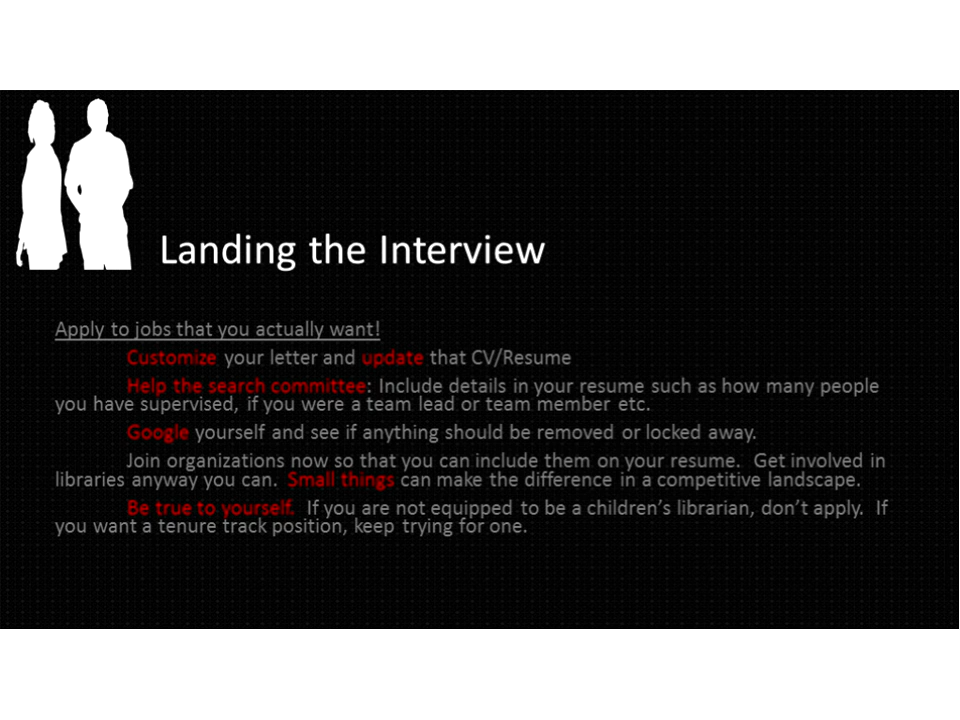 Landing the Interview
Apply to jobs that you actually want!
Customize your letter and update that CV/Resume
Help the search committee: Include details in your resume such as how many people
you have supervised, if you were a team lead or team member etc.
Google yourself and see if anything should be removed or locked away.
Join organizations now so that you can include them on your resume.  Get involved in
libraries anyway you can.  Small things can make the difference in a competitive landscape.
Be true to yourself.  If you are not equipped to be a children’s librarian, don’t apply.  If
you want a tenure track position, keep trying for one.